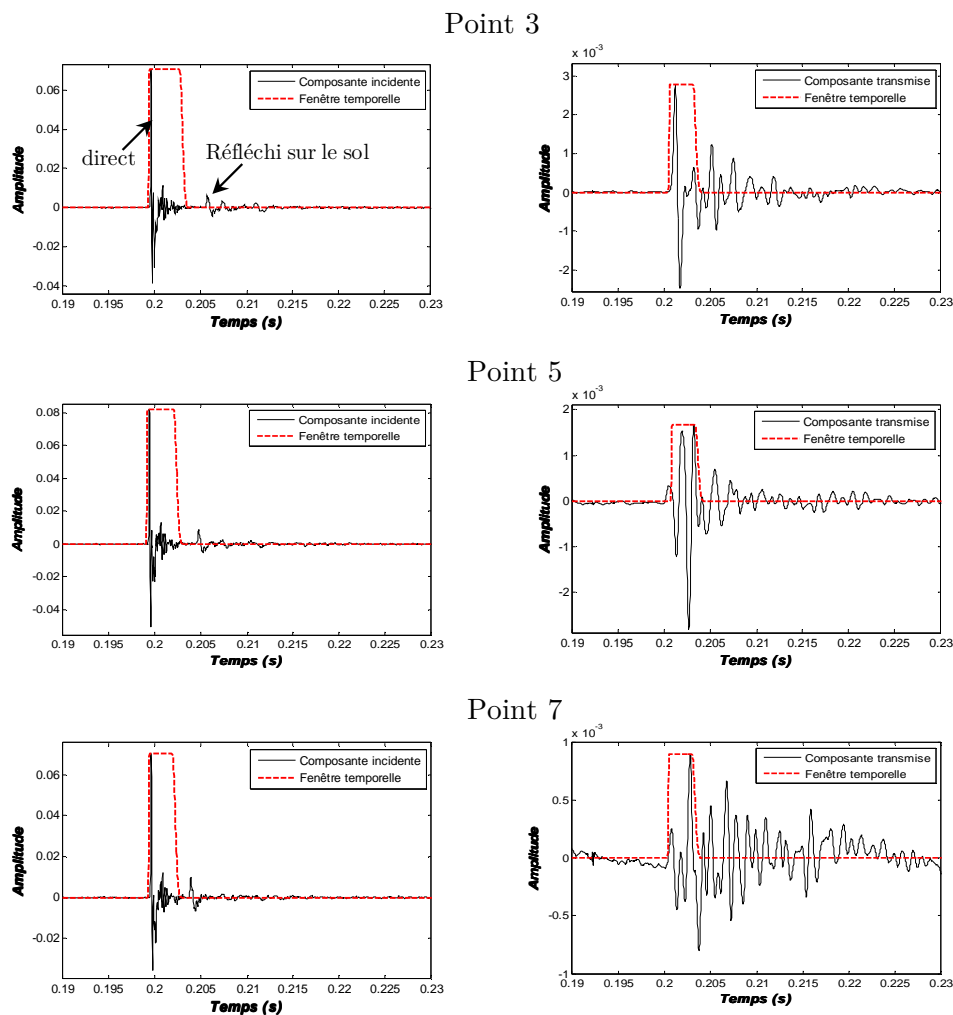 Point 3
Composante incidente
Fenêtre temporelle
direct
Réfléchi sur le sol
Amplitude
0.06
0.04
0.02
0
-0.02
-0.04
0.19 0.195 0.2 0.205 0.21 0.215 0.22 0.225 0.23
Temps (s)
x 10⁻³
Composante transmise
Fenêtre temporelle
Amplitude
3
2
1
0
-1
-2
0.19 0.195 0.2 0.205 0.21 0.215 0.22 0.225 0.23
Temps (s)
Point 5
Composante incidente
Fenêtre temporelle
Amplitude
0.08
0.06
0.04
0.02
0
-0.02
-0.04
0.19 0.195 0.2 0.205 0.21 0.215 0.22 0.225 0.23
Temps (s)
x 10⁻³
Composante transmise
Fenêtre temporelle
Amplitude
2
1
0
-1
-2
0.19 0.195 0.2 0.205 0.21 0.215 0.22 0.225 0.23
Temps (s)
Point 7
Composante incidente
Fenêtre temporelle
Amplitude
0.06
0.04
0.02
0
-0.02
0.19 0.195 0.2 0.205 0.21 0.215 0.22 0.225 0.23
Temps (s)
x 10⁻³
Composante transmise
Fenêtre temporelle
Amplitude
1
0.5
0
-0.5
-1
0.19 0.195 0.2 0.205 0.21 0.215 0.22 0.225 0.23
Temps (s)